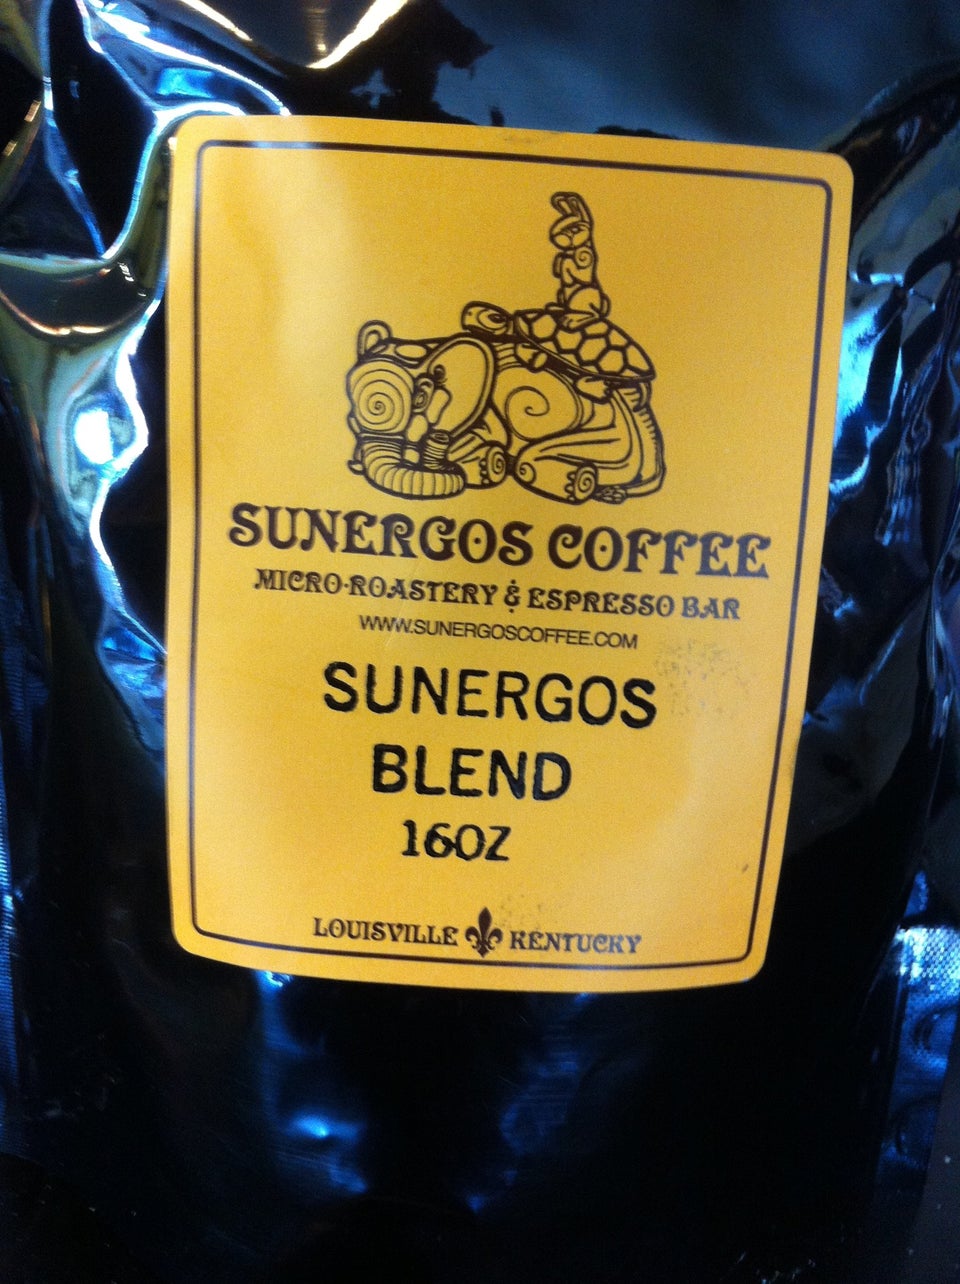 SUNERGOS COFFEE
MICRO-ROASTERY & ESPRESSO BAR
WWW.SUNERGOSCOFFEE.COM
SUNERGOS
BLEND
16OZ
LOUISVILLE KENTUCKY